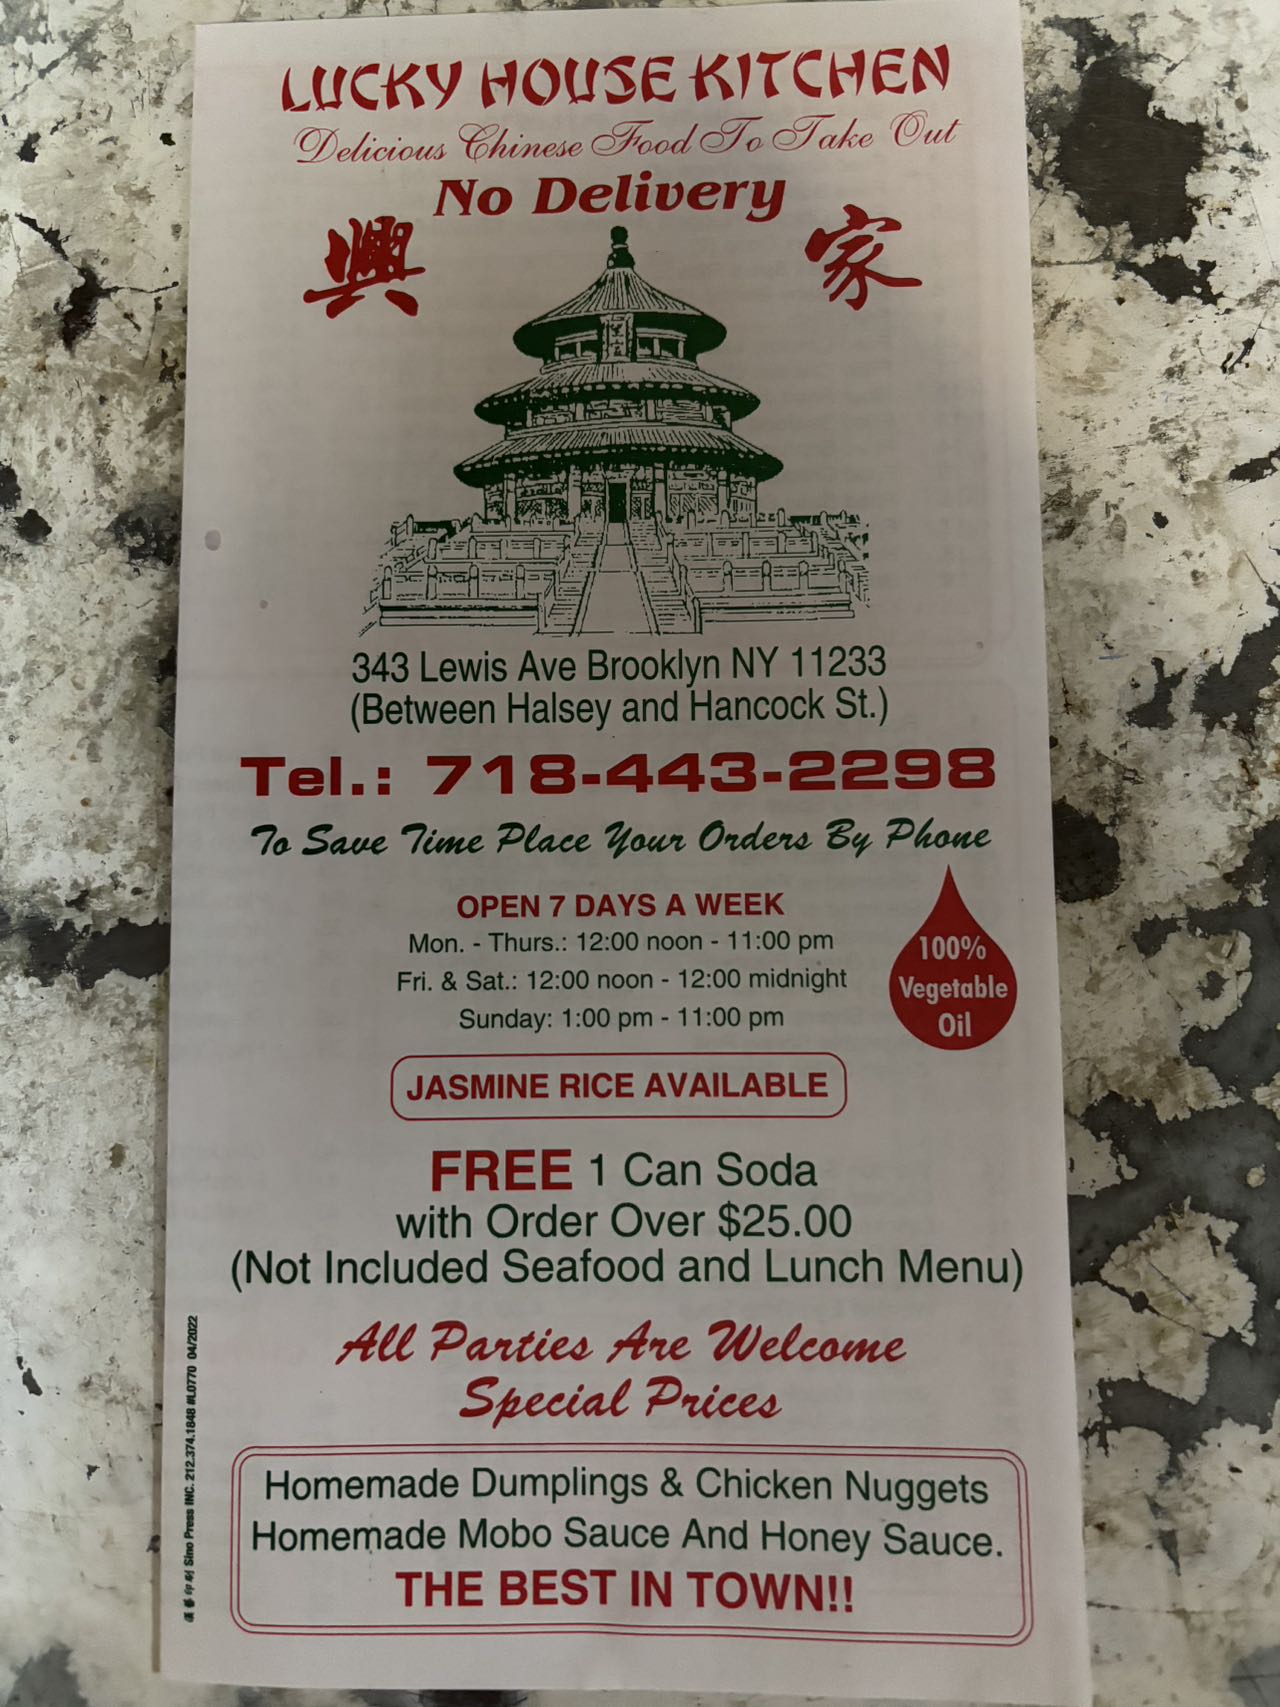 LUCKY HOUSE KITCHEN
Delicious Chinese Food To Take Out
No Delivery
興 家
343 Lewis Ave Brooklyn NY 11233
(Between Halsey and Hancock St.)
Tel.: 718-443-2298
To Save Time Place Your Orders By Phone
OPEN 7 DAYS A WEEK
Mon. - Thurs.: 12:00 noon - 11:00 pm
Fri. & Sat.: 12:00 noon - 12:00 midnight
Sunday: 1:00 pm - 11:00 pm
100%
Vegetable
Oil
JASMINE RICE AVAILABLE
FREE 1 Can Soda
with Order Over $25.00
(Not Included Seafood and Lunch Menu)
All Parties Are Welcome
Special Prices
Homemade Dumplings & Chicken Nuggets
Homemade Mobo Sauce And Honey Sauce.
THE BEST IN TOWN!!
Sino Press INC. 212.374.1848 #L0770 04/2022